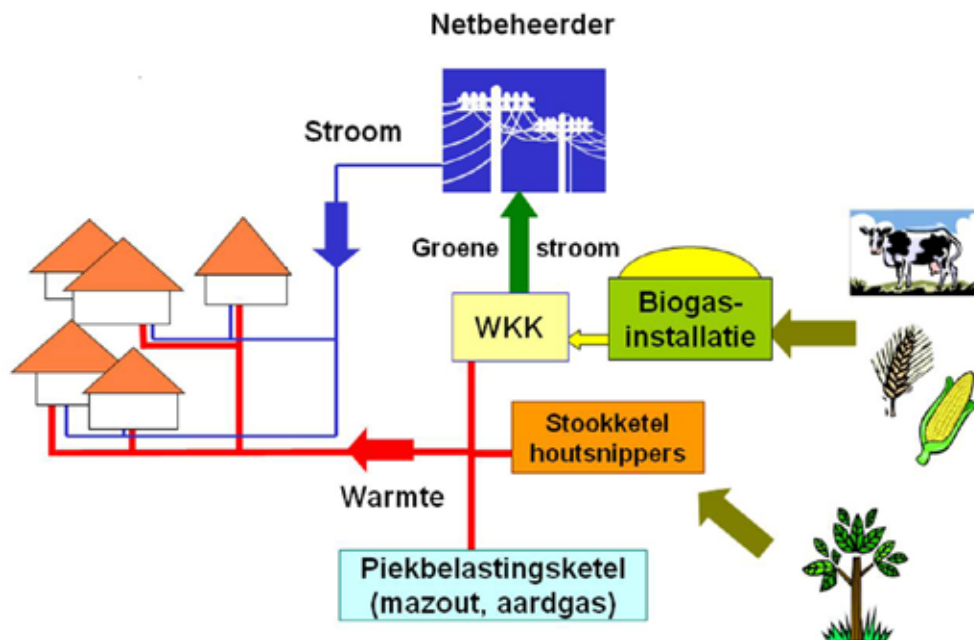 Netbeheerder
Stroom
Groene stroom
WKK
Biogas-
installatie
Stookketel
houtsnippers
Warmte
Piekbelastingsketel
(mazout, aardgas)